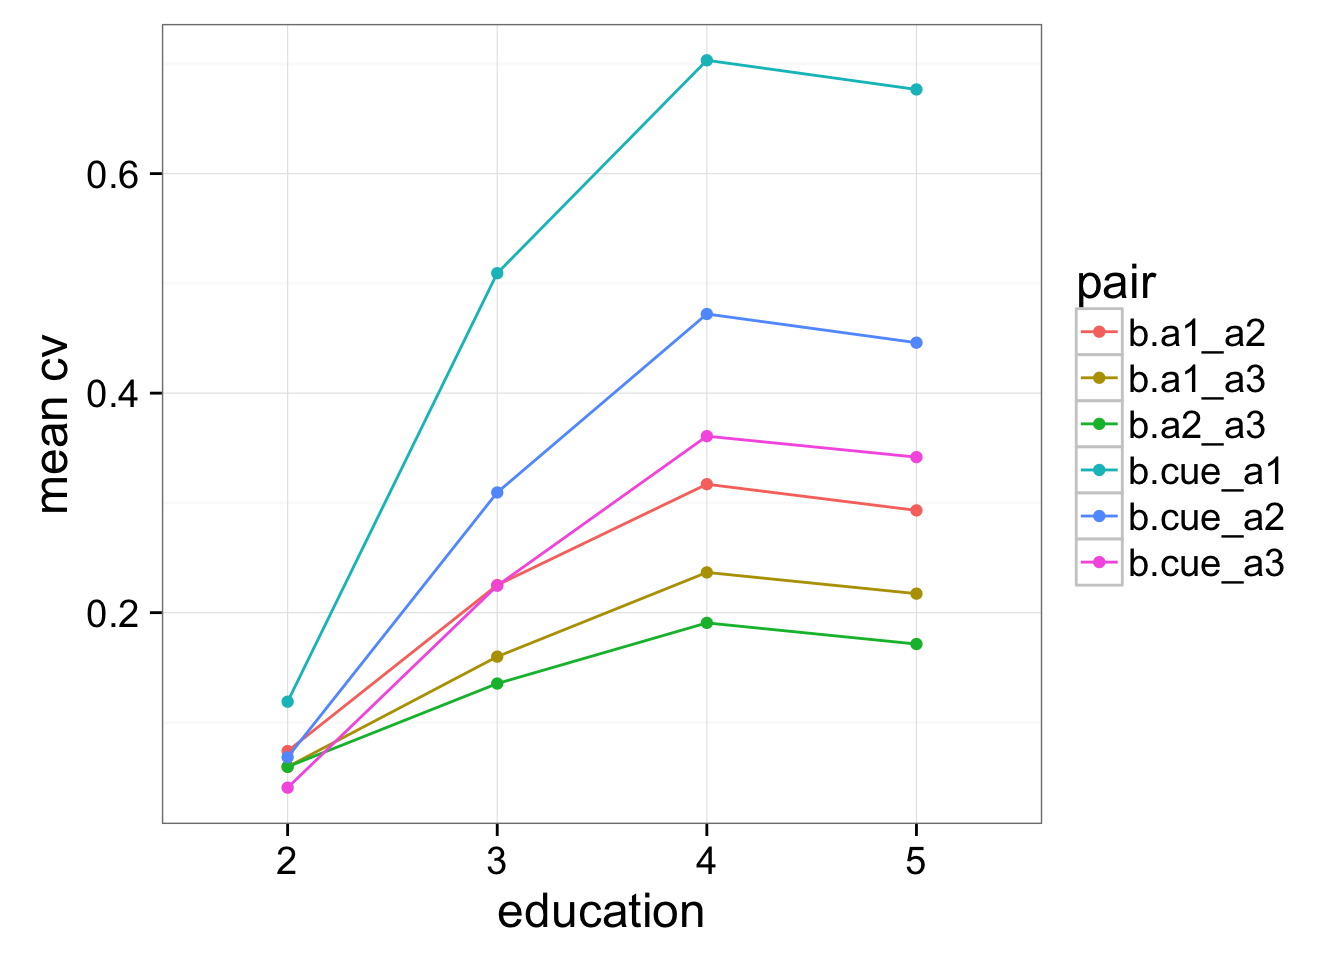 0.6
0.4
0.2
mean cv
2 3 4 5
education
pair
b.a1_a2
b.a1_a3
b.a2_a3
b.cue_a1
b.cue_a2
b.cue_a3